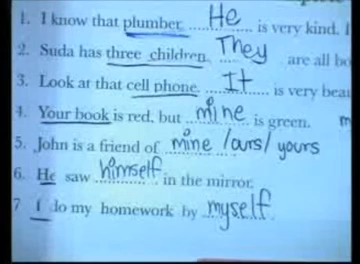 1. I know that plumber. He is very kind. I
2. Suda has three children. They are all bo
3. Look at that cell phone. It is very beau
4. Your book is red, but mine is green. m
5. John is a friend of mine /ours/ yours
6. He saw himself in the mirror.
7 I do my homework by myself.